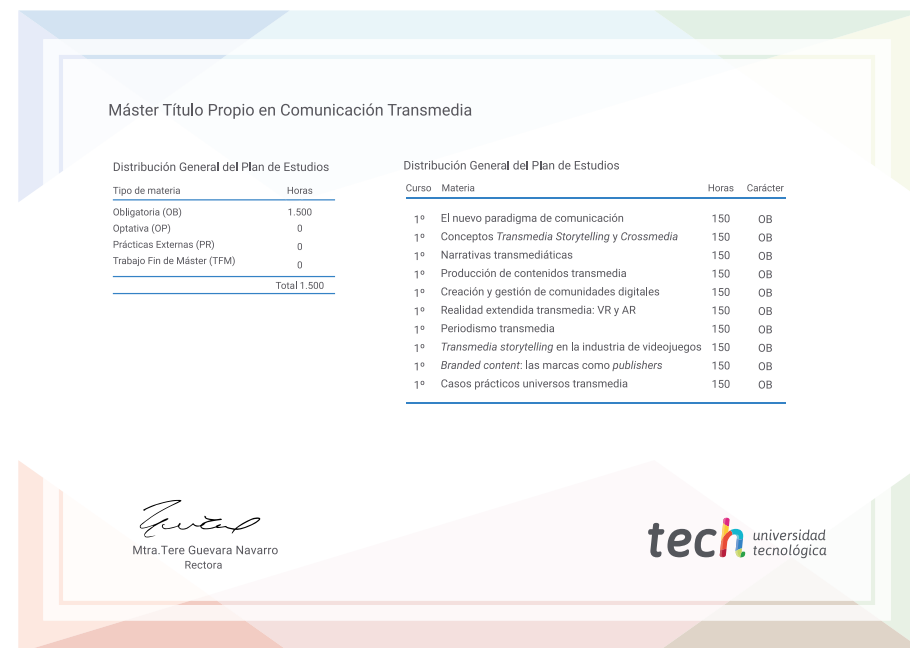 Máster Título Propio en Comunicación Transmedia
Distribución General del Plan de Estudios
Tipo de materia Horas
Obligatoria (OB) 1.500
Optativa (OP) 0
Prácticas Externas (PR) 0
Trabajo Fin de Máster (TFM) 0
Total 1.500
Distribución General del Plan de Estudios
Curso Materia Horas Carácter
1º El nuevo paradigma de comunicación 150 OB
1º Conceptos Transmedia Storytelling y Crossmedia 150 OB
1º Narrativas transmediáticas 150 OB
1º Producción de contenidos transmedia 150 OB
1º Creación y gestión de comunidades digitales 150 OB
1º Realidad extendida transmedia: VR y AR 150 OB
1º Periodismo transmedia 150 OB
1º Transmedia storytelling en la industria de videojuegos 150 OB
1º Branded content: las marcas como publishers 150 OB
1º Casos prácticos universos transmedia 150 OB
Mtra.Tere Guevara Navarro
Rectora
tech universidad
tecnológica